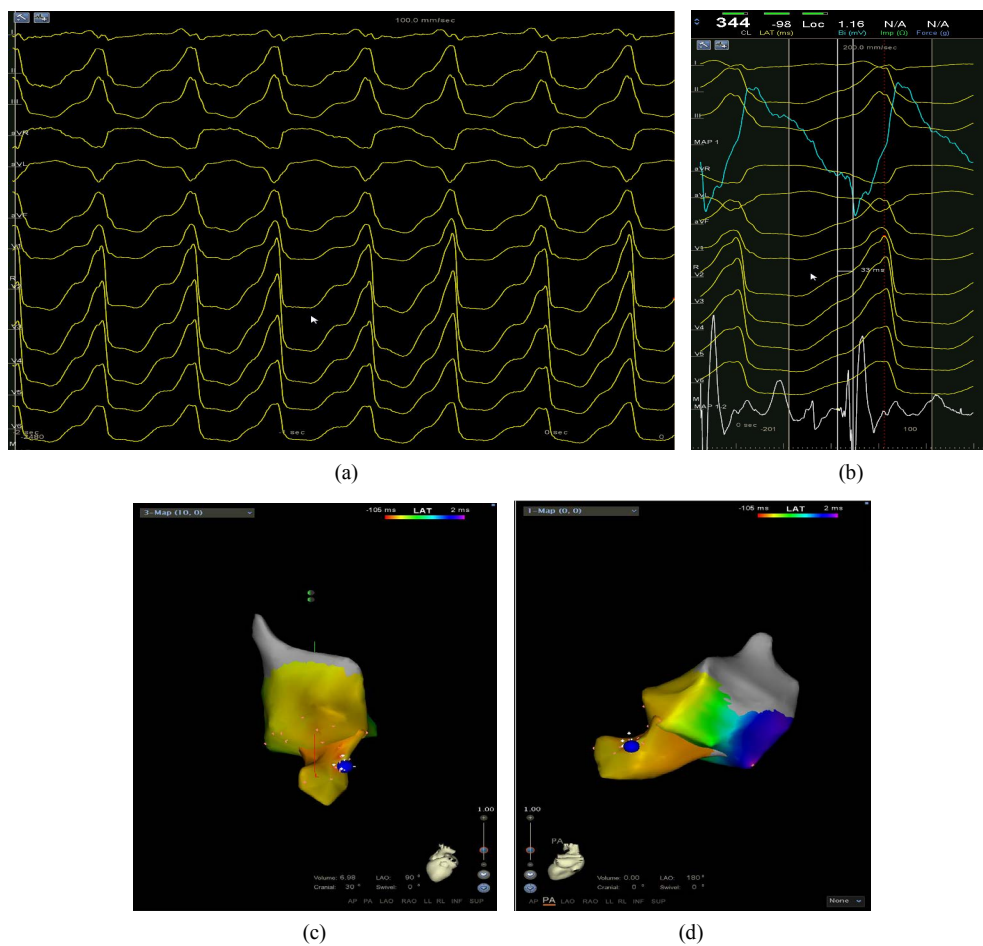 100.0 mm/sec
I
II
III
aVR
aVL
aVF
V1
R
V2
V3
V4
V5
V6
-2 sec
-1 sec
0 sec
0
M
-2480
(a)
344 -98 Loc 1.16 N/A N/A
CL LAT (ms) Bi (mV) Imp (Ω) Force (g)
200.0 mm/sec
I
II
III
MAP 1
aVR
aVL
aVF
V1
R
V2
33 ms
V3
V4
V5
V6
M
MAP 1-2
0 sec
-201
100
(b)
3-Map (10, 0)
-105 ms LAT 2 ms
1.00
Volume: 6.98 LAO: 90 °
Cranial: 30 ° Swivel: 0 °
AP PA LAO RAO LL RL INF SUP
(c)
1-Map (0, 0)
-105 ms LAT 2 ms
1.00
PA
Volume: 0.00 LAO: 180 °
Cranial: 0 ° Swivel: 0 °
AP PA LAO RAO LL RL INF SUP
None
(d)